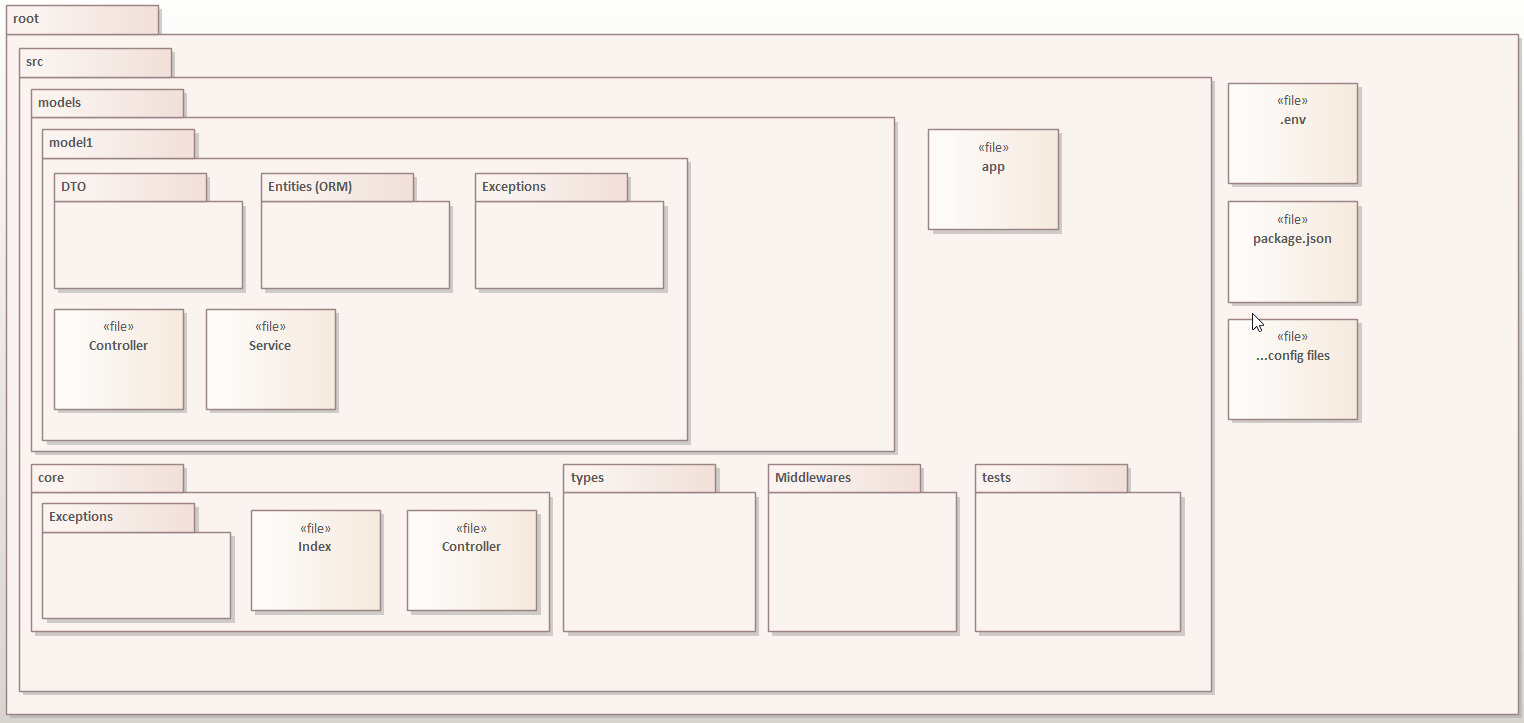 root
src
models
model1
DTO
Entities (ORM)
Exceptions
«file»
Controller
«file»
Service
«file»
app
core
Exceptions
«file»
Index
«file»
Controller
types
Middlewares
tests
«file»
.env
«file»
package.json
«file»
...config files